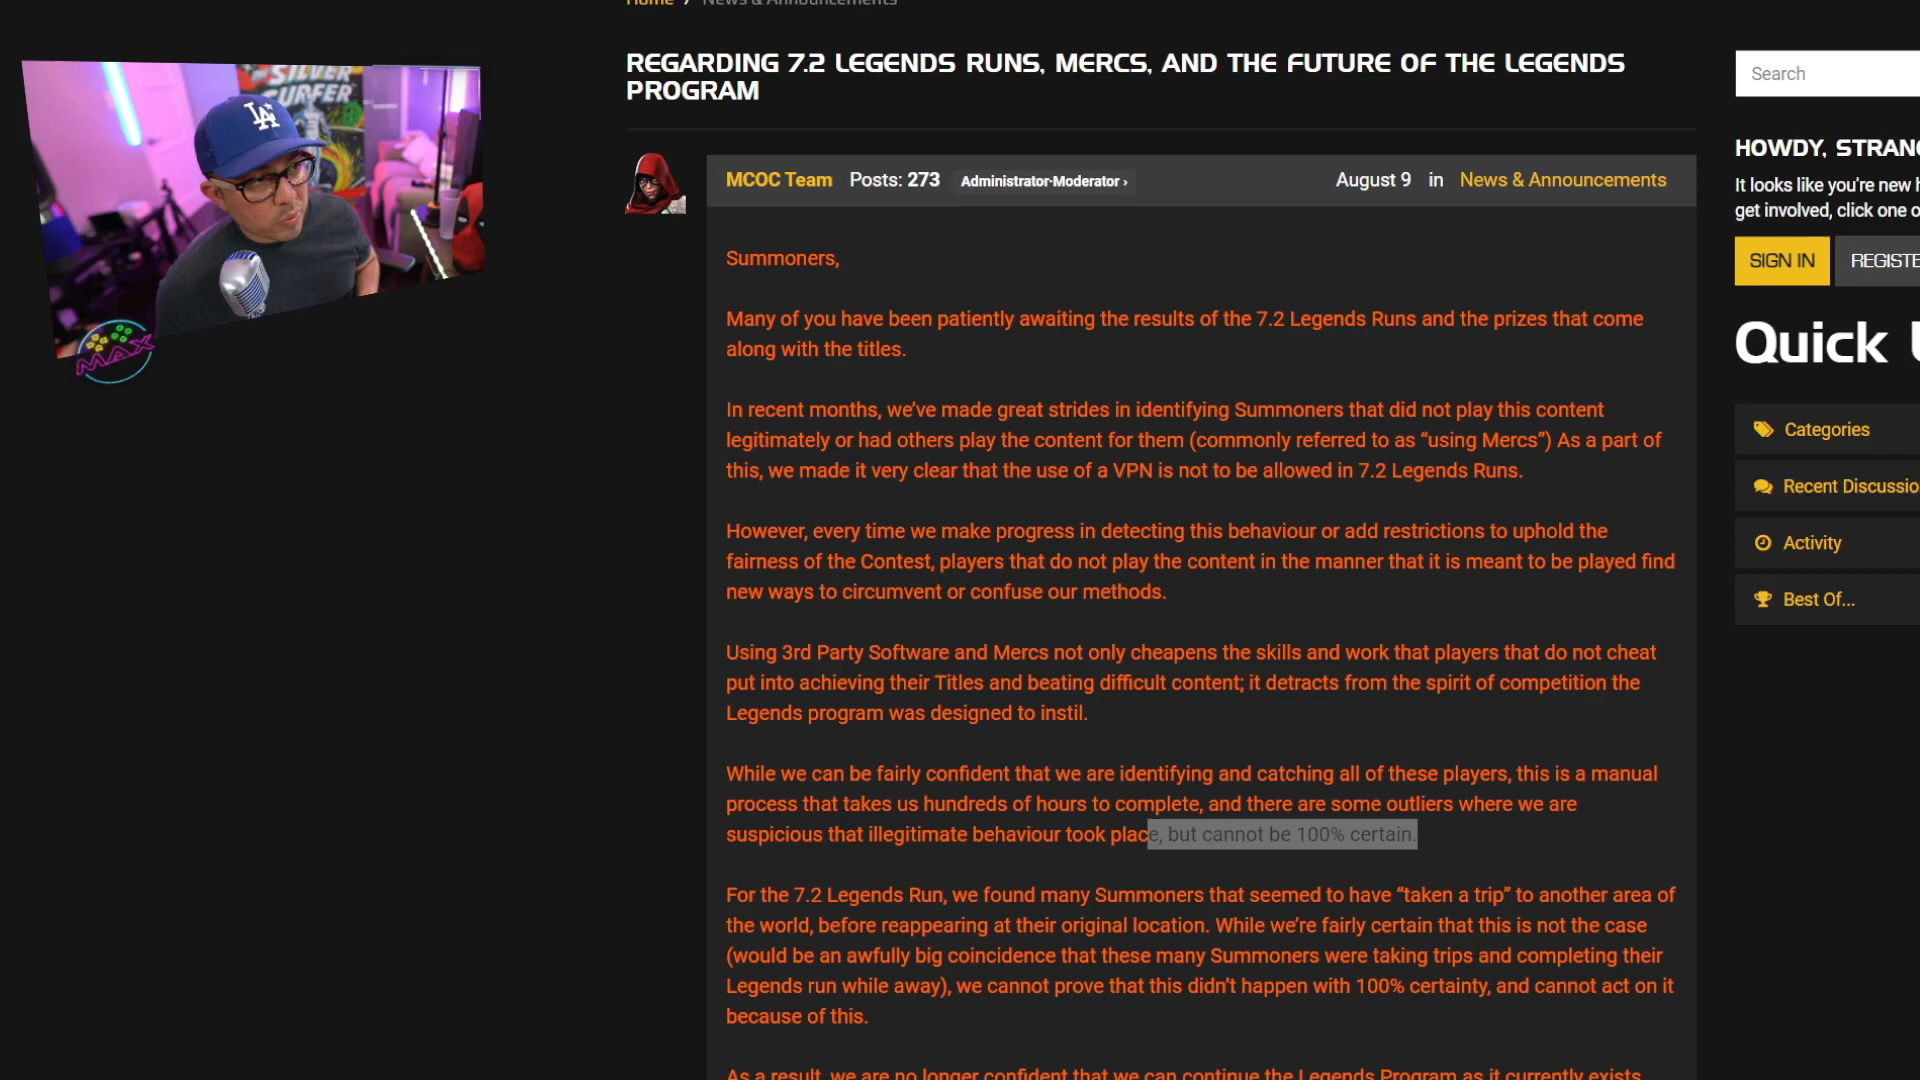 Home / News & Announcements
REGARDING 7.2 LEGENDS RUNS, MERCS, AND THE FUTURE OF THE LEGENDS
PROGRAM
Search
THE SILVER
SURFER
LA
MAX
MCOC Team Posts: 273 Administrator-Moderator › August 9 in News & Announcements
HOWDY, STRANG
It looks like you're new h
get involved, click one o
SIGN IN REGISTE
Summoners,
Many of you have been patiently awaiting the results of the 7.2 Legends Runs and the prizes that come
along with the titles.
In recent months, we’ve made great strides in identifying Summoners that did not play this content
legitimately or had others play the content for them (commonly referred to as “using Mercs”) As a part of
this, we made it very clear that the use of a VPN is not to be allowed in 7.2 Legends Runs.
However, every time we make progress in detecting this behaviour or add restrictions to uphold the
fairness of the Contest, players that do not play the content in the manner that it is meant to be played find
new ways to circumvent or confuse our methods.
Using 3rd Party Software and Mercs not only cheapens the skills and work that players that do not cheat
put into achieving their Titles and beating difficult content; it detracts from the spirit of competition the
Legends program was designed to instil.
While we can be fairly confident that we are identifying and catching all of these players, this is a manual
process that takes us hundreds of hours to complete, and there are some outliers where we are
suspicious that illegitimate behaviour took place, but cannot be 100% certain.
For the 7.2 Legends Run, we found many Summoners that seemed to have “taken a trip” to another area of
the world, before reappearing at their original location. While we’re fairly certain that this is not the case
(would be an awfully big coincidence that these many Summoners were taking trips and completing their
Legends run while away), we cannot prove that this didn’t happen with 100% certainty, and cannot act on it
because of this.
As a result, we are no longer confident that we can continue the Legends Program as it currently exists
Quick
Categories
Recent Discussio
Activity
Best Of...